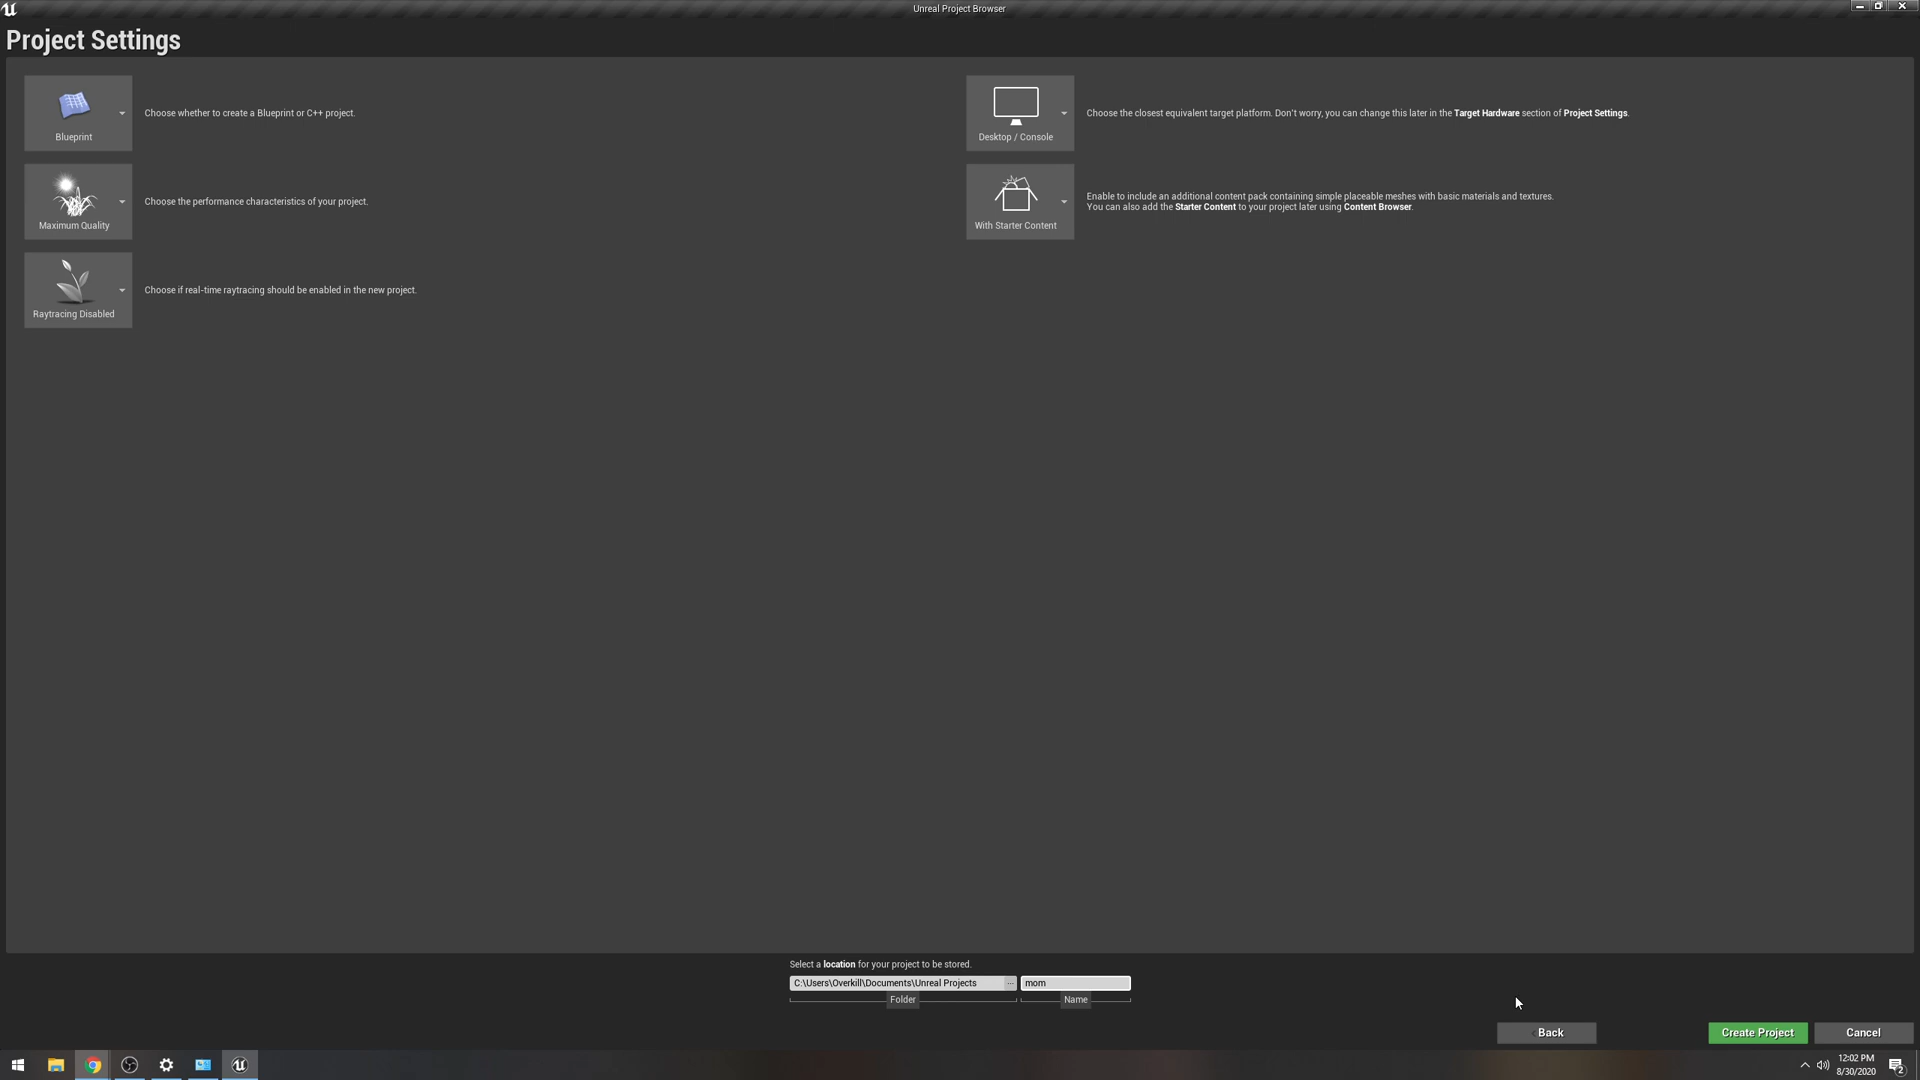 Unreal Project Browser
Project Settings
Blueprint
Choose whether to create a Blueprint or C++ project.
Desktop / Console
Choose the closest equivalent target platform. Don't worry, you can change this later in the Target Hardware section of Project Settings.
Maximum Quality
Choose the performance characteristics of your project.
With Starter Content
Enable to include an additional content pack containing simple placeable meshes with basic materials and textures.
You can also add the Starter Content to your project later using Content Browser.
Raytracing Disabled
Choose if real-time raytracing should be enabled in the new project.
Select a location for your project to be stored.
C:\Users\Overkill\Documents\Unreal Projects
...
mom
Folder
Name
Back
Create Project
Cancel
12:02 PM
8/30/2020
2